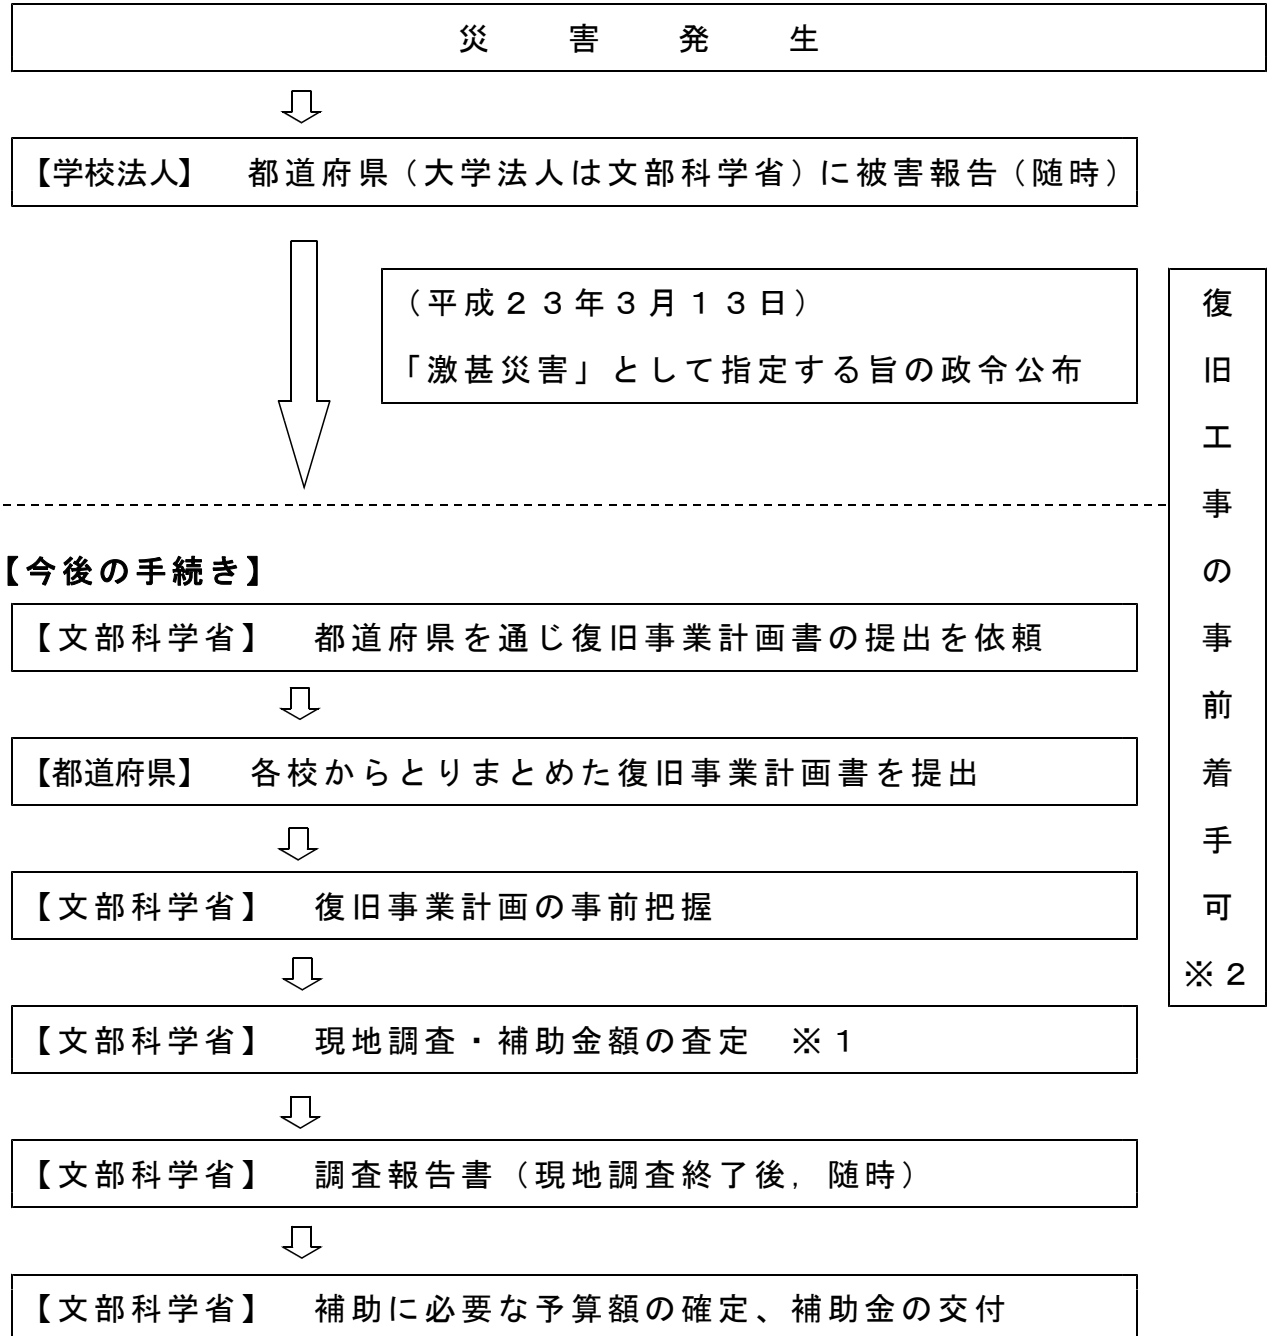 災害発生
【学校法人】 都道府県（大学法人は文部科学省）に被害報告（随時）
（平成２３年３月１３日）
「激甚災害」として指定する旨の政令公布
復旧工事の事前着手可※２
【今後の手続き】
【文部科学省】 都道府県を通じ復旧事業計画書の提出を依頼
【都道府県】 各校からとりまとめた復旧事業計画書を提出
【文部科学省】 復旧事業計画の事前把握
【文部科学省】 現地調査・補助金額の査定 ※１
【文部科学省】 調査報告書（現地調査終了後，随時）
【文部科学省】 補助に必要な予算額の確定、補助金の交付